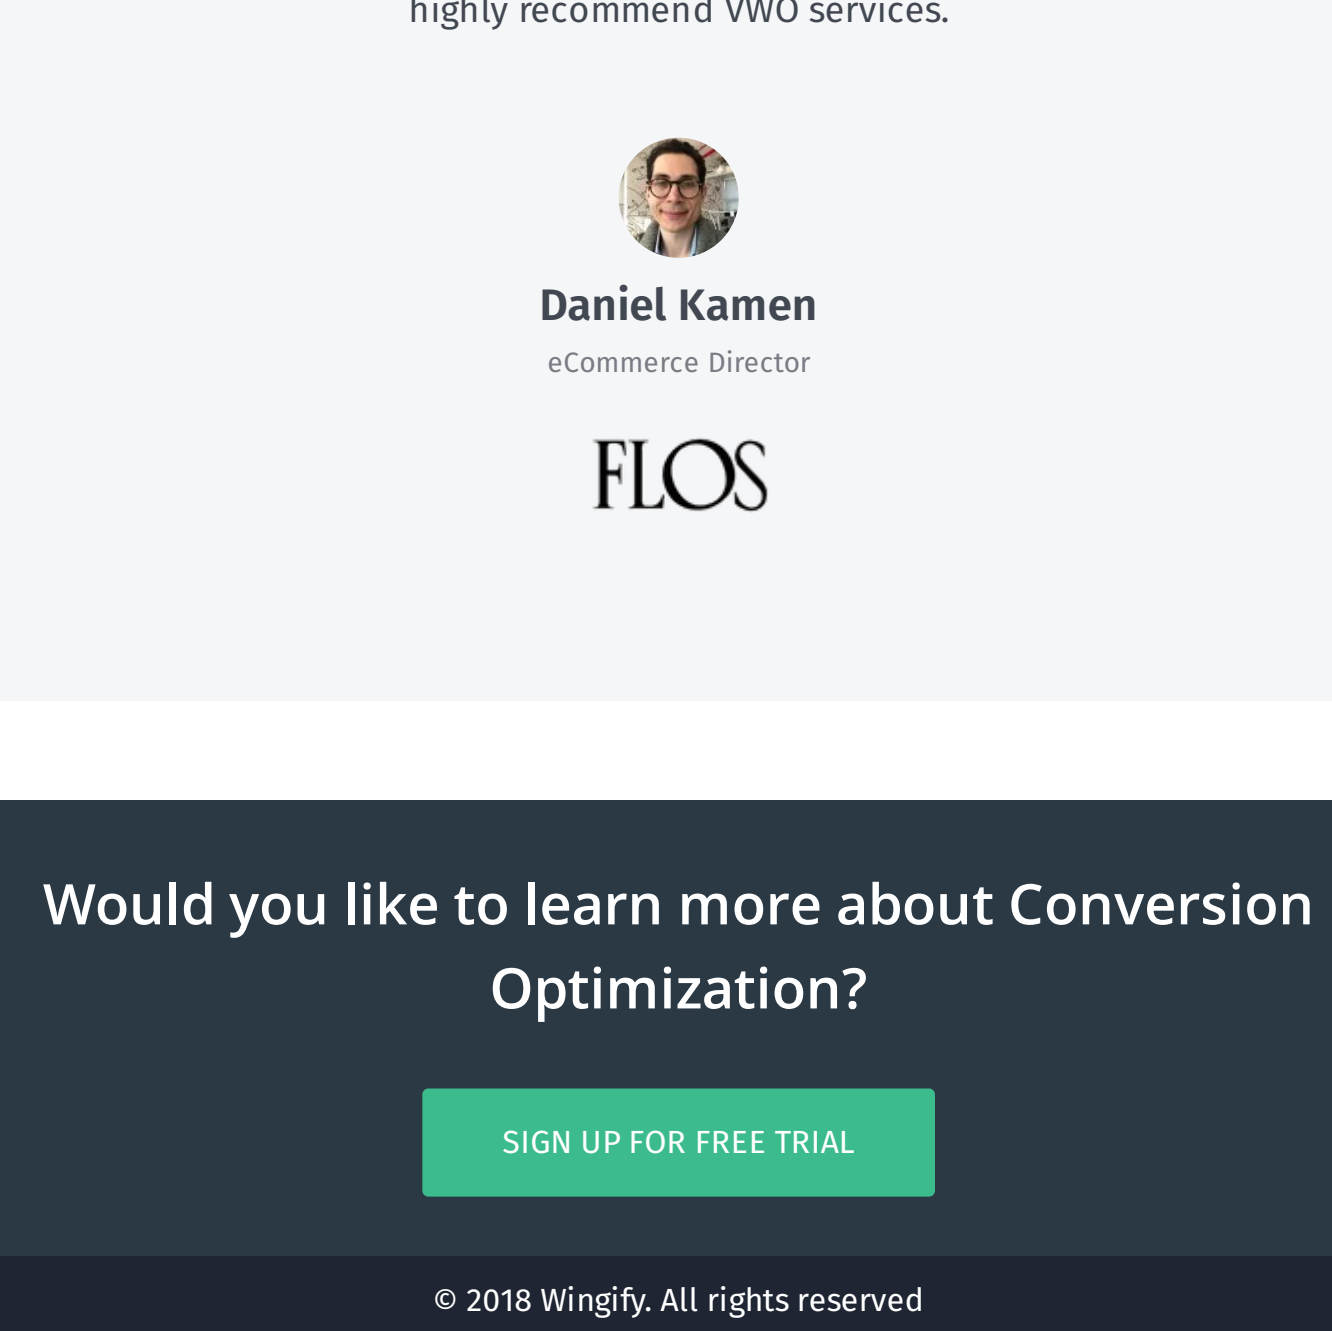 highly recommend VWO services.
Daniel Kamen
eCommerce Director
FLOS
Would you like to learn more about Conversion
Optimization?
SIGN UP FOR FREE TRIAL
© 2018 Wingify. All rights reserved